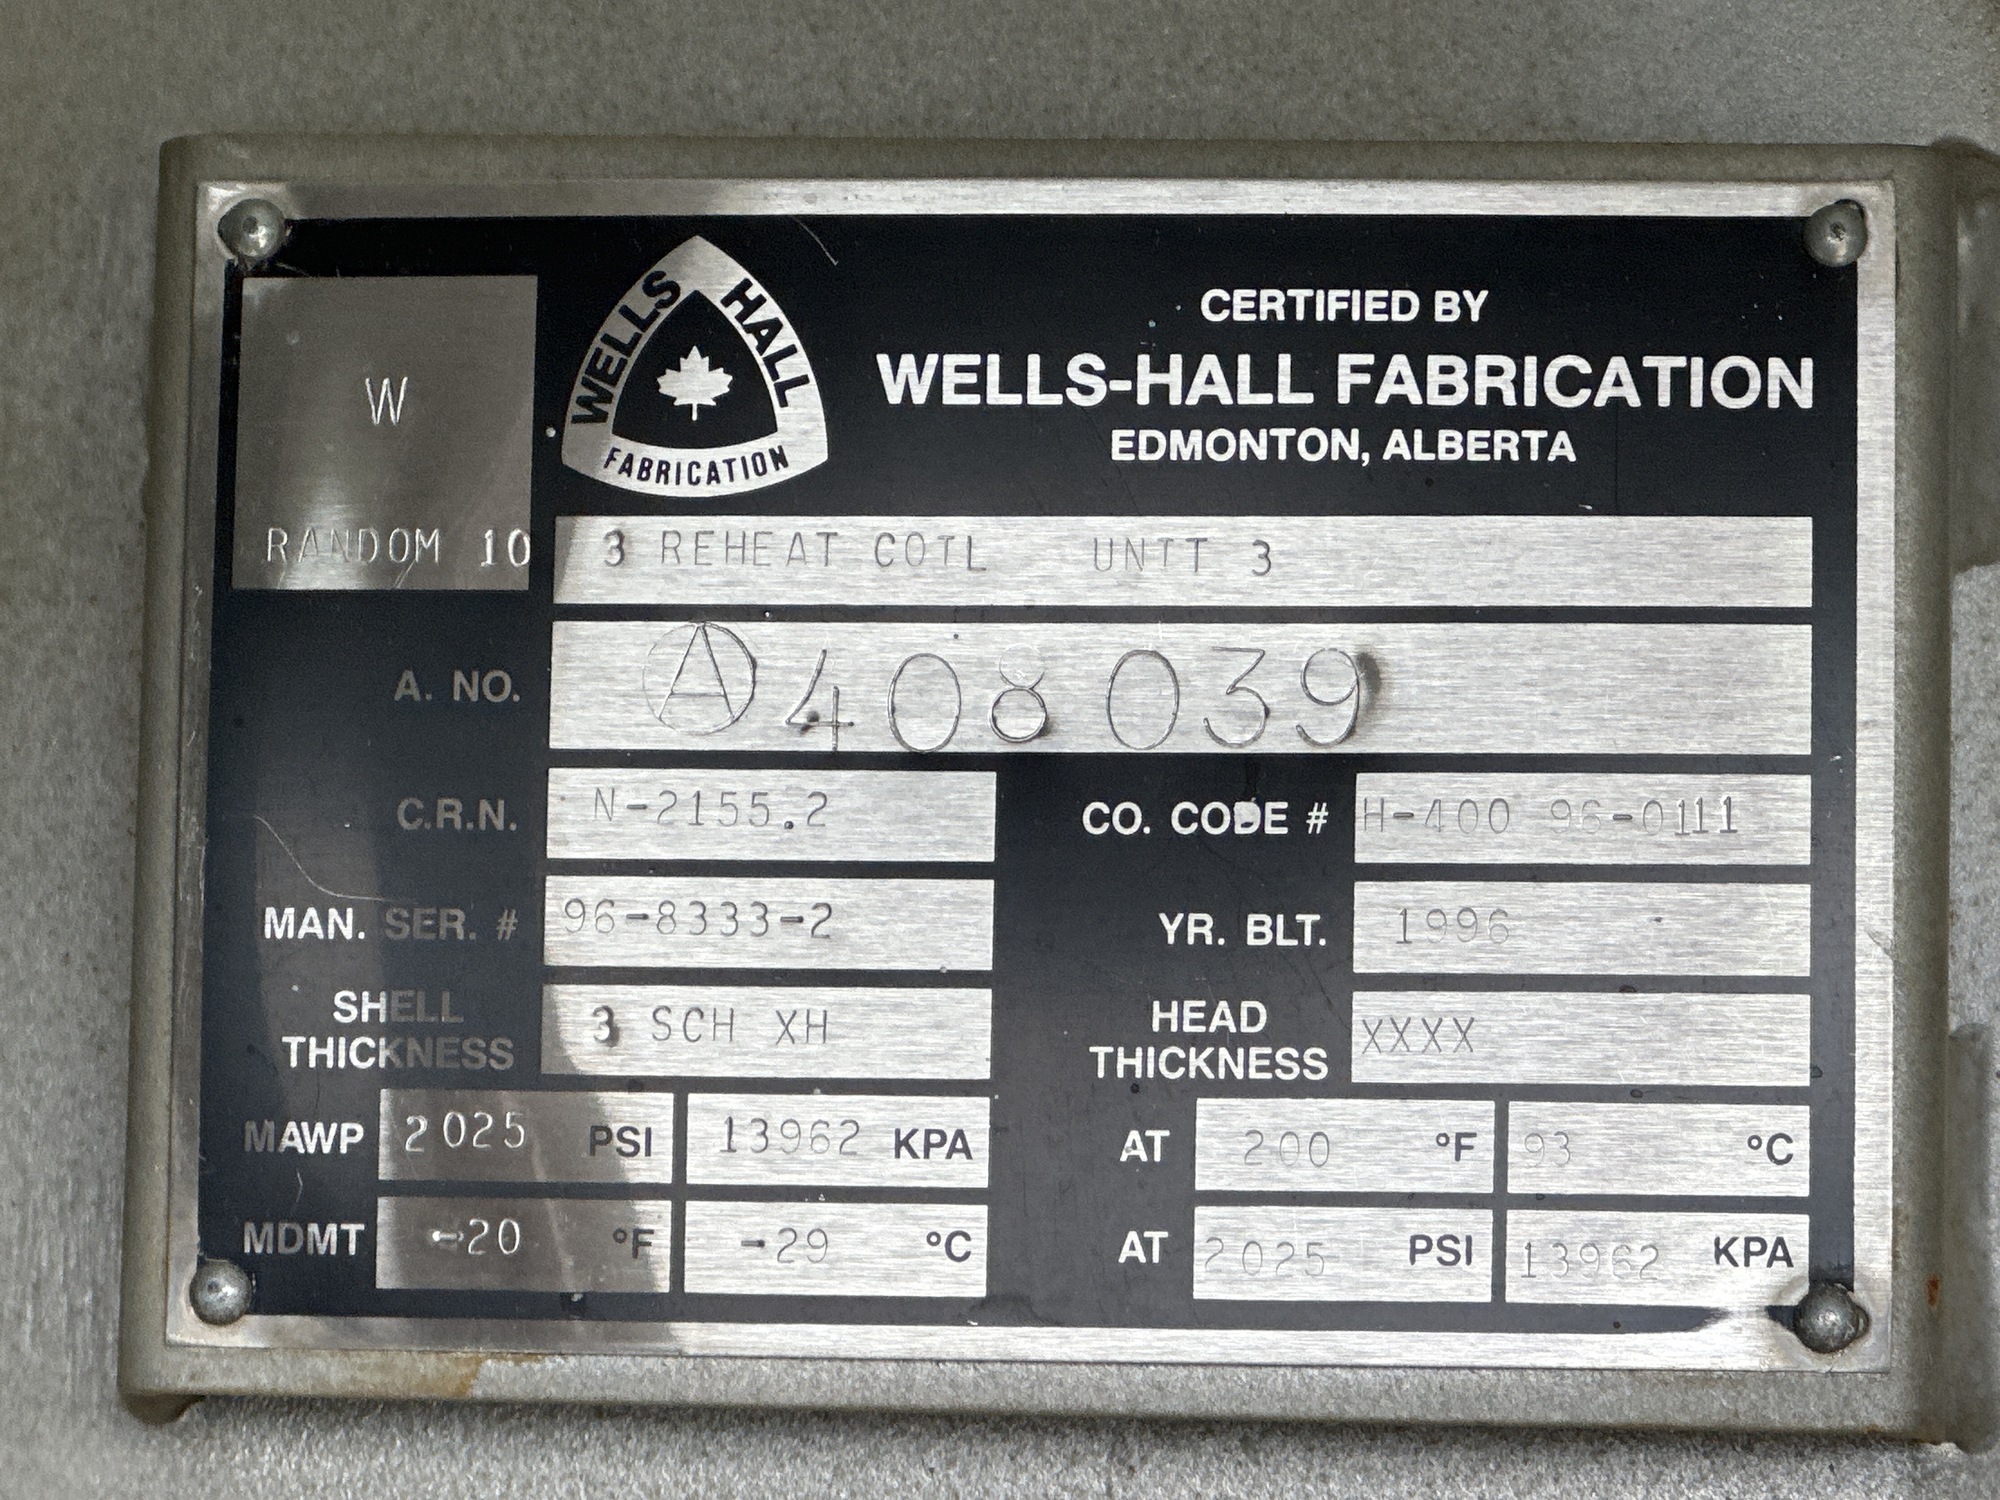 WELLS HALL
FABRICATION
CERTIFIED BY
WELLS-HALL FABRICATION
EDMONTON, ALBERTA
W
RANDOM 10
3 REHEAT COIL UNIT 3
A. NO. A 408039
C.R.N. N-2155.2 CO. CODE # H-400 96-0111
MAN. SER. # 96-8333-2 YR. BLT. 1996
SHELL THICKNESS 3 SCH XH HEAD THICKNESS XXXX
MAWP 2025 PSI 13962 KPA AT 200 °F 93 °C
MDMT -20 °F -29 °C AT 2025 PSI 13962 KPA